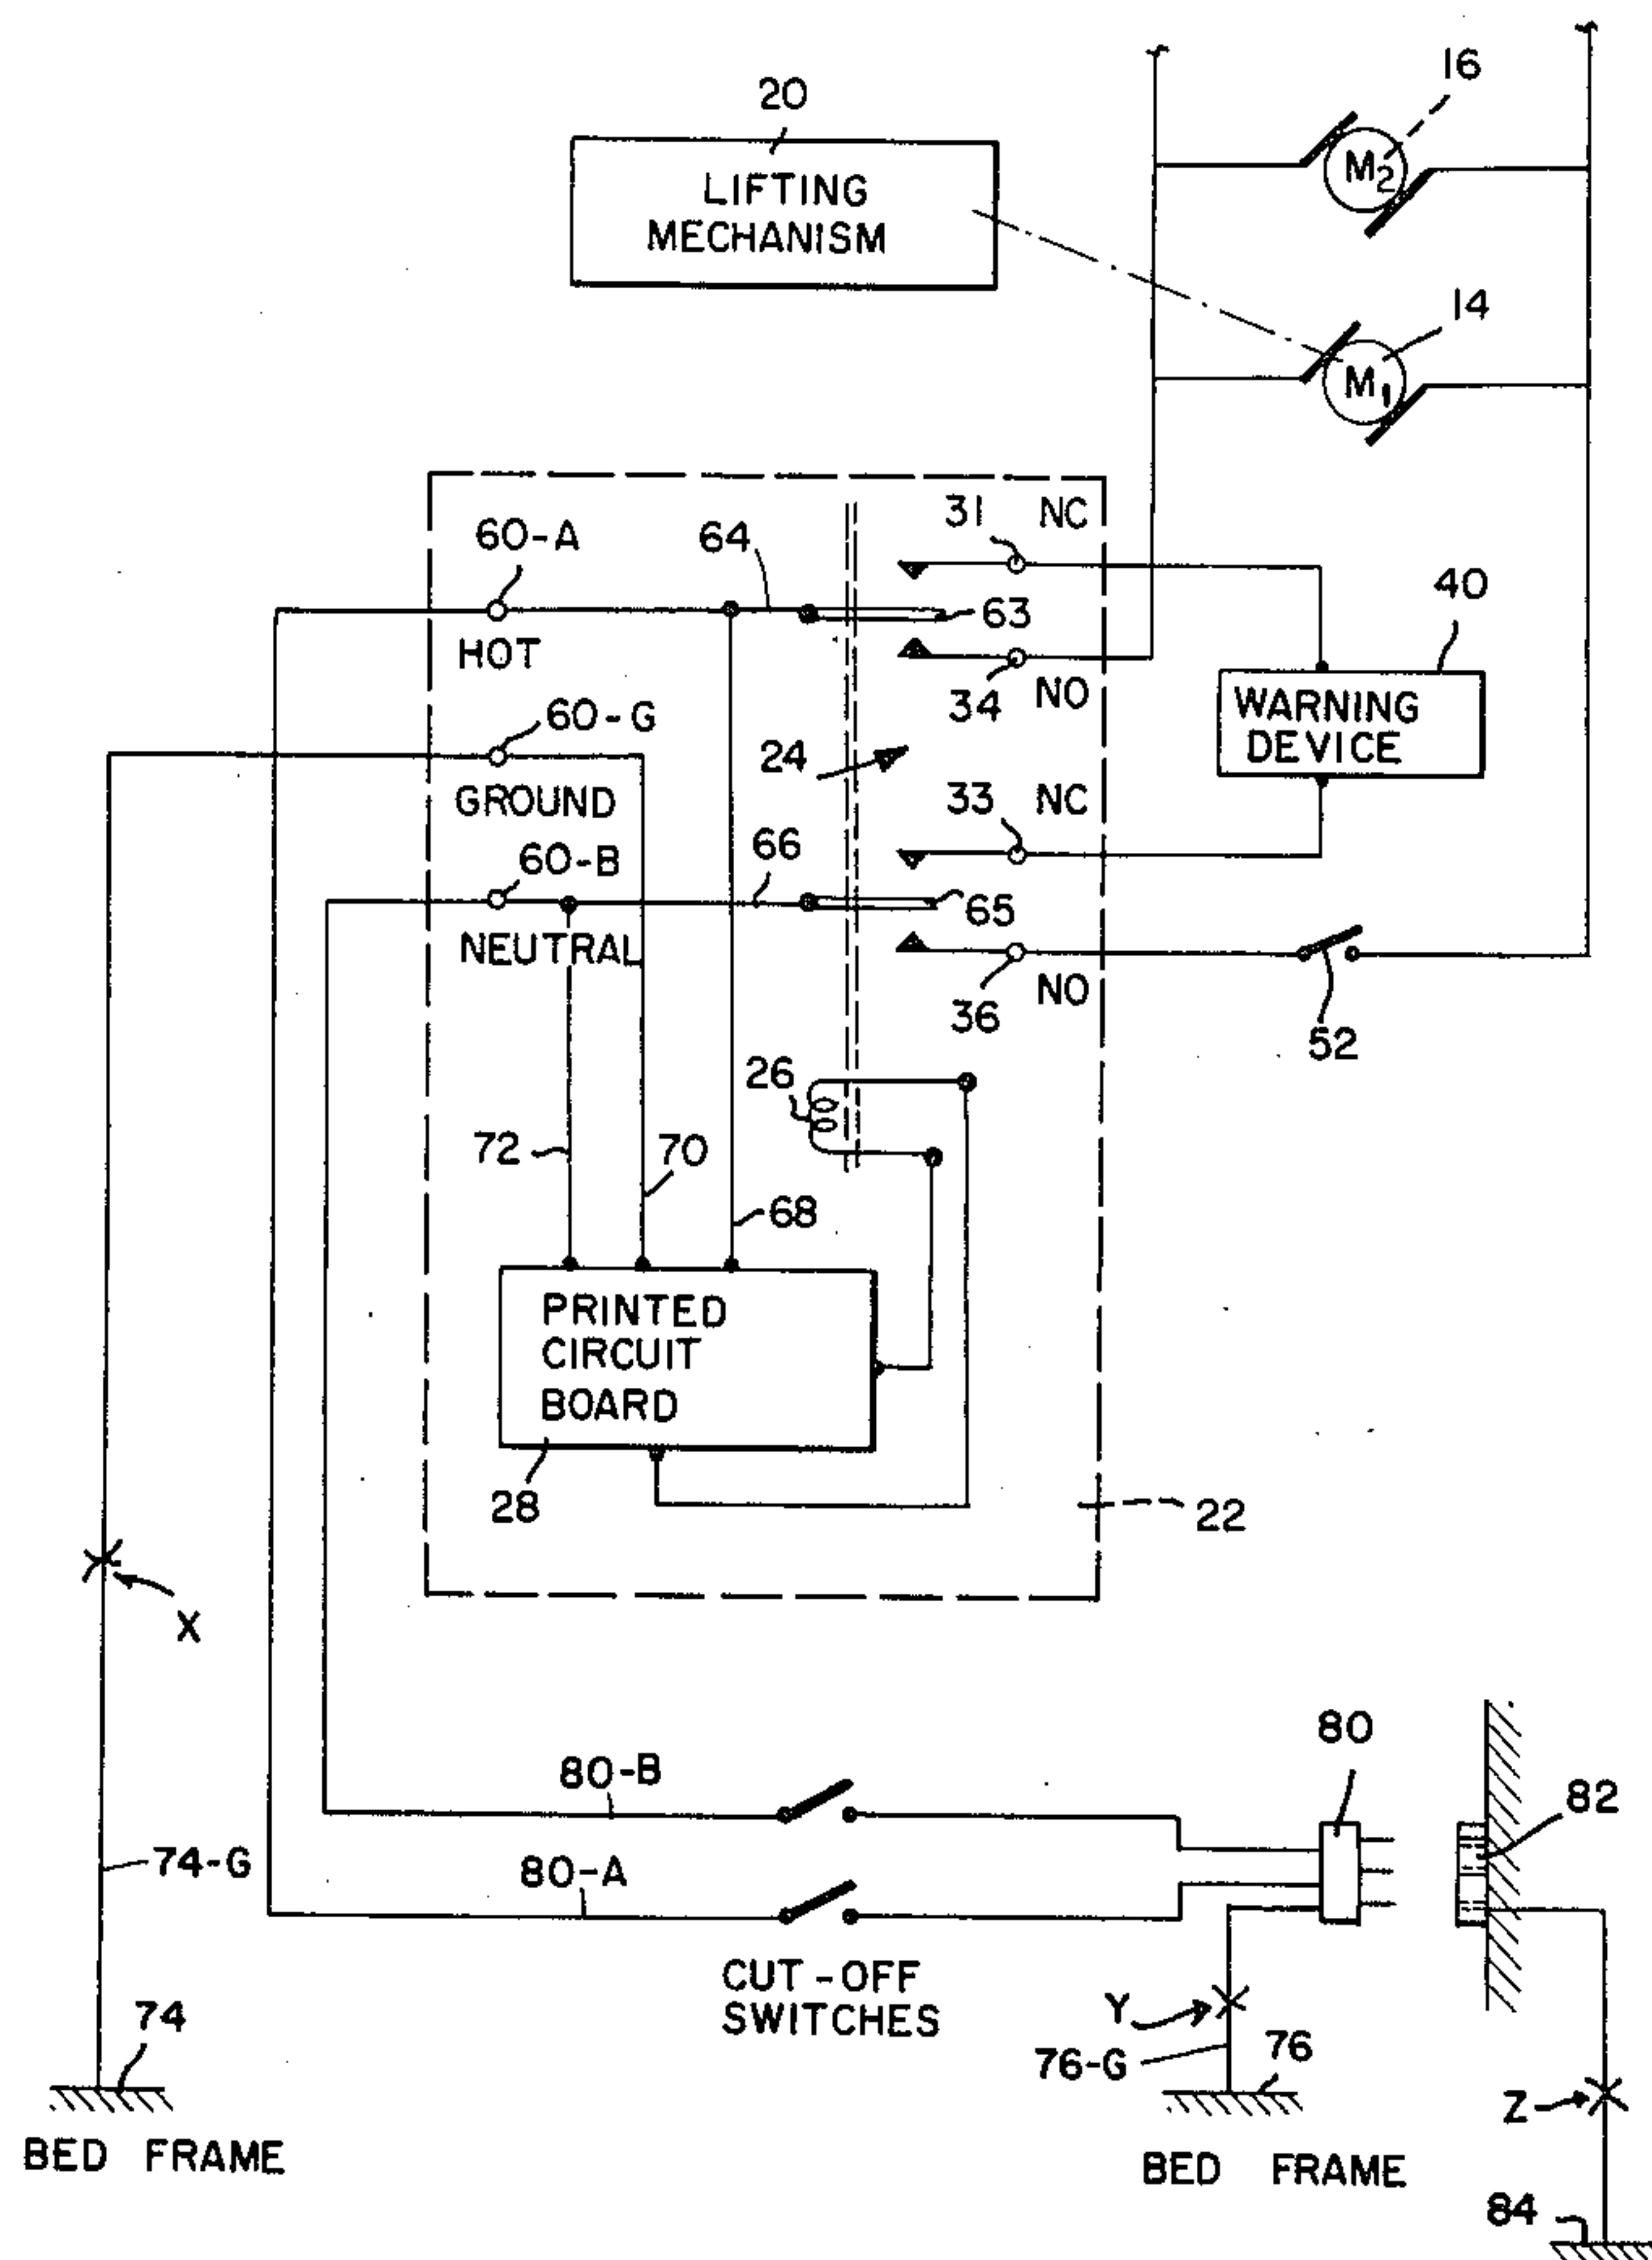 16
20
LIFTING
MECHANISM
M2
14
M1
31 NC
60-A
64
40
63
HOT
34 NO
60-G
WARNING
DEVICE
24
GROUND
33 NC
60-B
66
65
NEUTRAL
36 NO
52
26
72
70
68
PRINTED
CIRCUIT
BOARD
28
22
X
80
80-B
82
74-G
80-A
CUT-OFF
SWITCHES
Y
74
76-G
76
Z
BED FRAME
BED FRAME
84